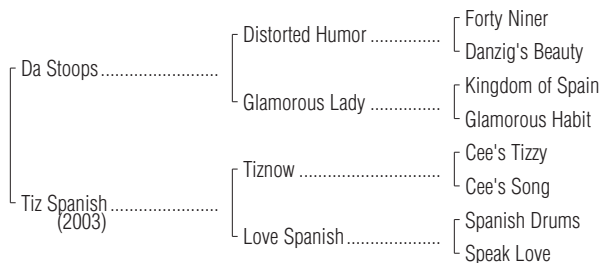 Forty Niner
Distorted Humor ................
Danzig's Beauty
Da Stoops ...........................
Kingdom of Spain
Glamorous Lady ...............
Glamorous Habit
Cee's Tizzy
Tiznow ................................
Cee's Song
Tiz Spanish .........................
(2003)
Spanish Drums
Love Spanish .....................
Speak Love